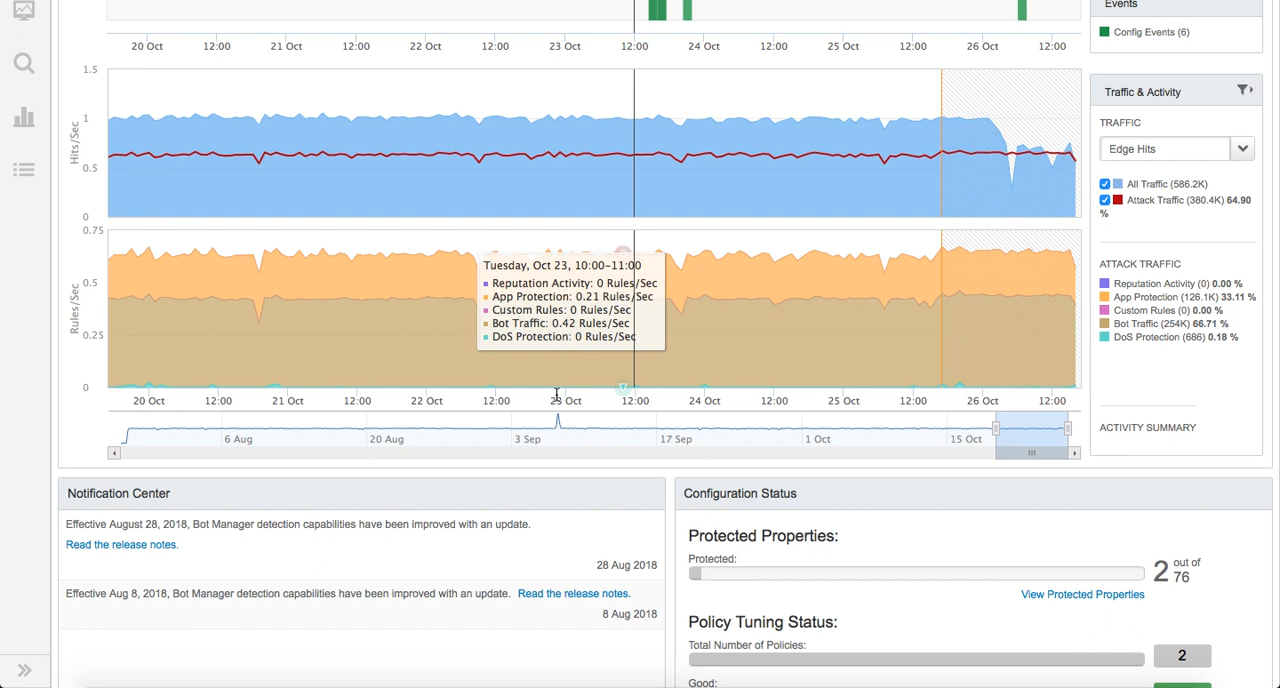 Events
Config Events (6)
20 Oct 12:00 21 Oct 12:00 22 Oct 12:00 23 Oct 12:00 24 Oct 12:00 25 Oct 12:00 26 Oct 12:00
1.5
1
0.5
0
Hits/Sec
Traffic & Activity
TRAFFIC
Edge Hits
All Traffic (586.2K)
Attack Traffic (380.4K) 64.90
%
0.75
0.5
0.25
0
Rules/Sec
Tuesday, Oct 23, 10:00–11:00
Reputation Activity: 0 Rules/Sec
App Protection: 0.21 Rules/Sec
Custom Rules: 0 Rules/Sec
Bot Traffic: 0.42 Rules/Sec
DoS Protection: 0 Rules/Sec
ATTACK TRAFFIC
Reputation Activity (0) 0.00 %
App Protection (126.1K) 33.11 %
Custom Rules (0) 0.00 %
Bot Traffic (254K) 66.71 %
DoS Protection (686) 0.18 %
20 Oct 12:00 21 Oct 12:00 22 Oct 12:00 23 Oct 12:00 24 Oct 12:00 25 Oct 12:00 26 Oct 12:00
6 Aug 20 Aug 3 Sep 17 Sep 1 Oct 15 Oct
ACTIVITY SUMMARY
Notification Center
Effective August 28, 2018, Bot Manager detection capabilities have been improved with an update.
Read the release notes.
28 Aug 2018
Effective Aug 8, 2018, Bot Manager detection capabilities have been improved with an update. Read the release notes.
8 Aug 2018
Configuration Status
Protected Properties:
Protected:
2 out of
76
View Protected Properties
Policy Tuning Status:
Total Number of Policies:
2
Good: